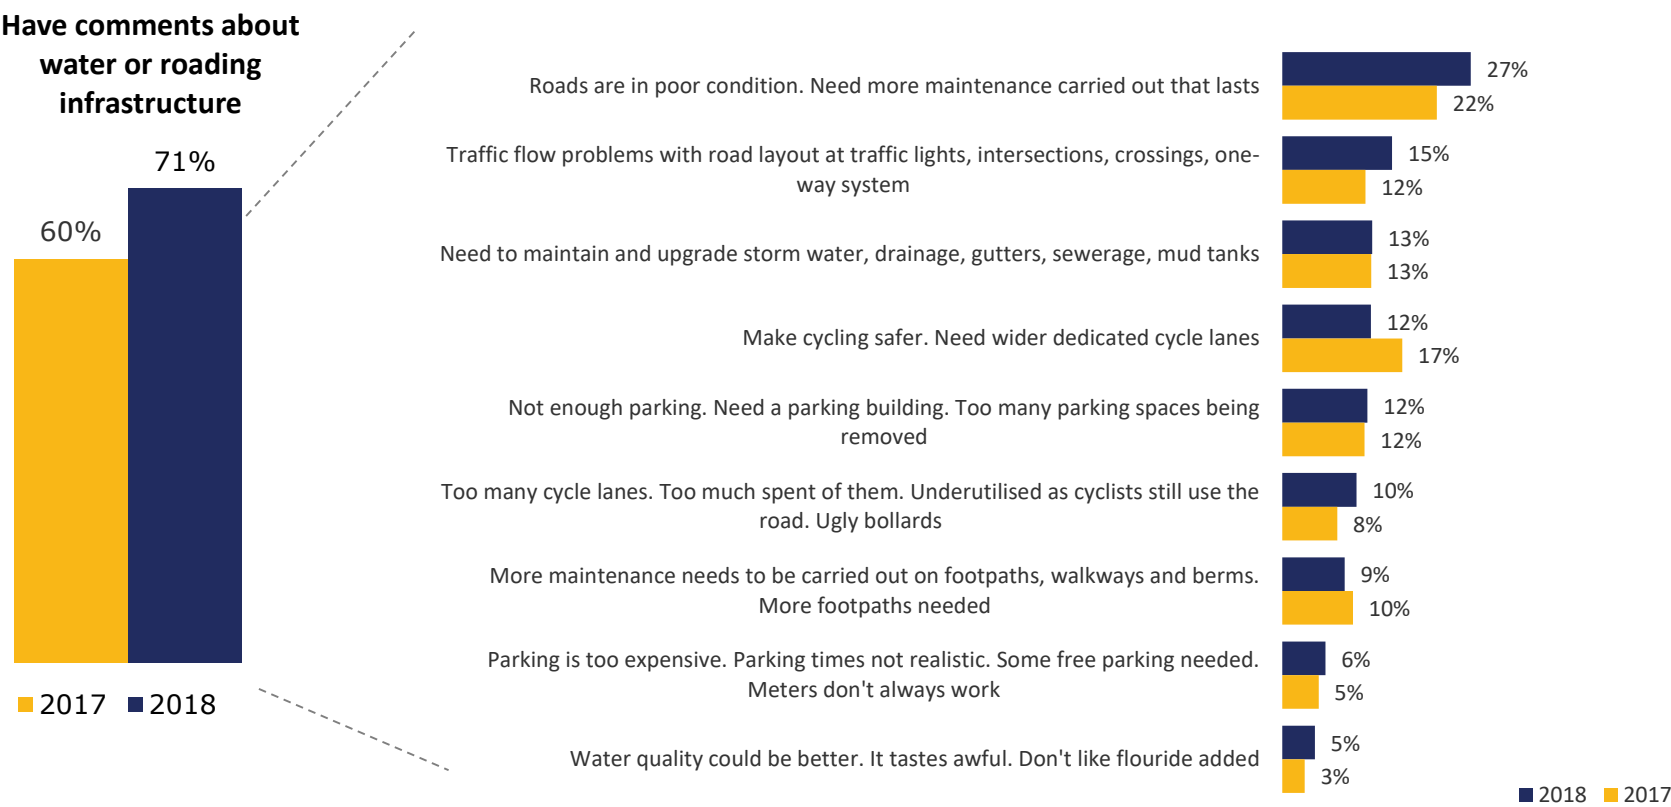 Have comments about
water or roading
infrastructure
71%
60%
2017 2018
Roads are in poor condition. Need more maintenance carried out that lasts
27%
22%
Traffic flow problems with road layout at traffic lights, intersections, crossings, one-
way system
15%
12%
Need to maintain and upgrade storm water, drainage, gutters, sewerage, mud tanks
13%
13%
Make cycling safer. Need wider dedicated cycle lanes
12%
17%
Not enough parking. Need a parking building. Too many parking spaces being
removed
12%
12%
Too many cycle lanes. Too much spent of them. Underutilised as cyclists still use the
road. Ugly bollards
10%
8%
More maintenance needs to be carried out on footpaths, walkways and berms.
More footpaths needed
9%
10%
Parking is too expensive. Parking times not realistic. Some free parking needed.
Meters don't always work
6%
5%
Water quality could be better. It tastes awful. Don't like flouride added
5%
3%
2018 2017